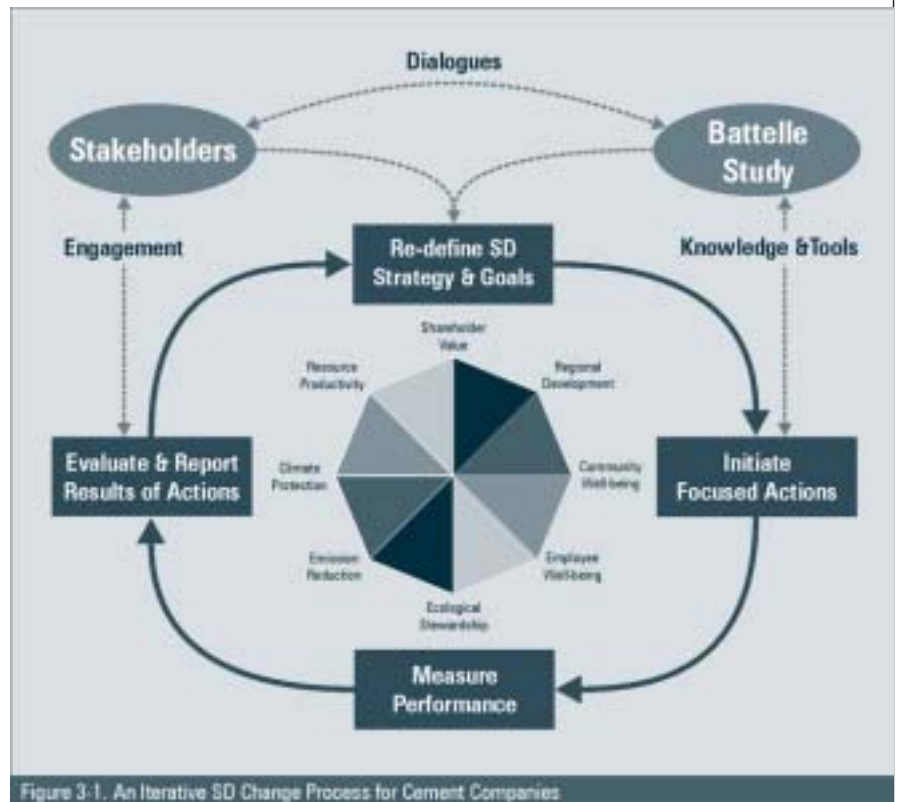 Dialogues
Stakeholders
Battelle
Study
Engagement
Re-define SD
Strategy & Goals
Knowledge & Tools
Shareholder
Value
Resource
Productivity
Regional
Development
Evaluate & Report
Results of Actions
Climate
Protection
Community
Well-being
Initiate
Focused Actions
Emission
Reduction
Employee
Well-being
Ecological
Stewardship
Measure
Performance
Figure 3-1. An Iterative SD Change Process for Cement Companies